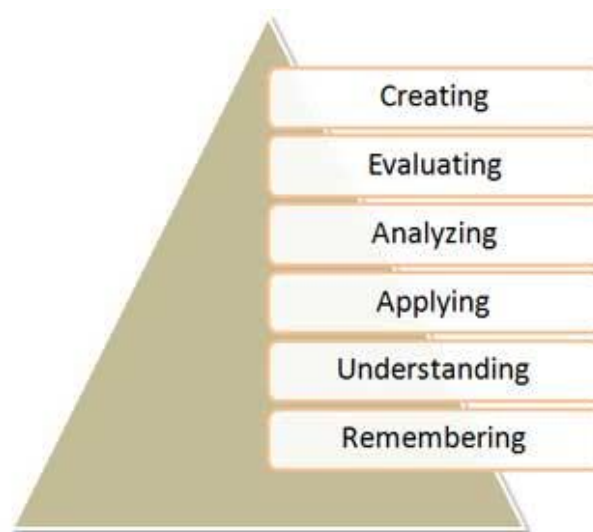 Creating
Evaluating
Analyzing
Applying
Understanding
Remembering